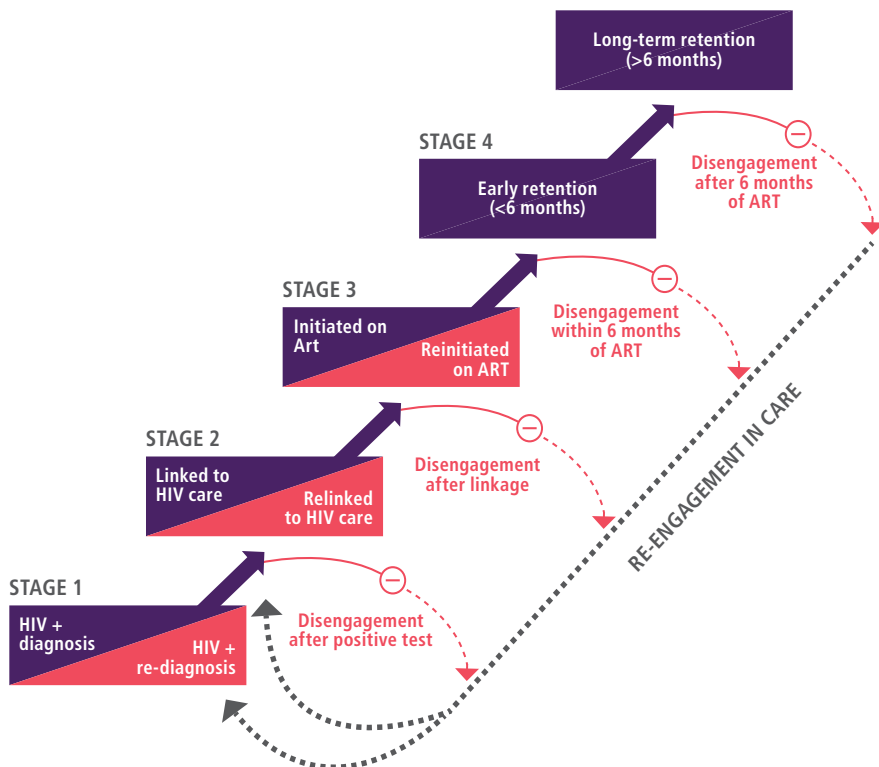 Long-term retention
(>6 months)
STAGE 4
Early retention
(<6 months)
Disengagement
after 6 months
of ART
STAGE 3
Initiated on
Art
Reinitiated
on ART
Disengagement
within 6 months
of ART
STAGE 2
Linked to
HIV care
Relinked
to HIV care
Disengagement
after linkage
RE-ENGAGEMENT IN CARE
STAGE 1
HIV +
diagnosis
HIV +
re-diagnosis
Disengagement
after positive test